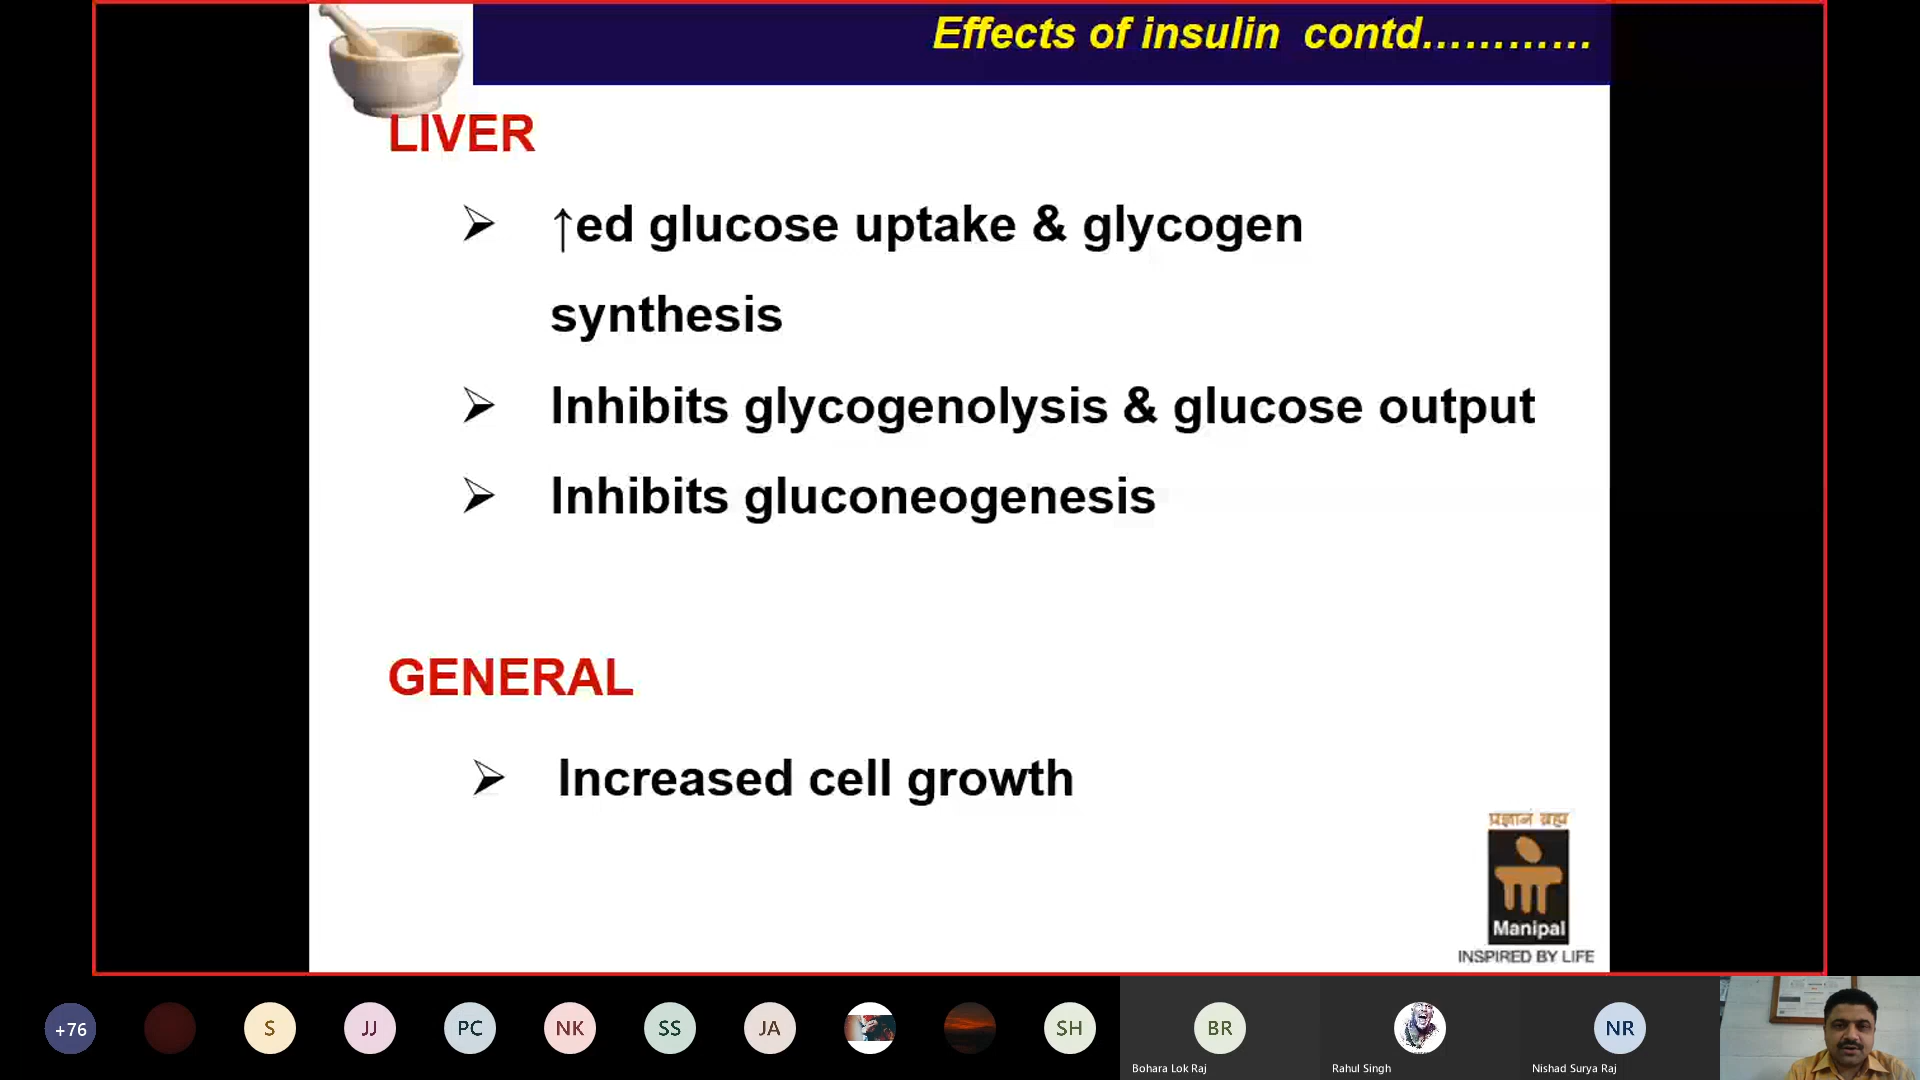 Effects of insulin contd…………
LIVER
➢ ↑ed glucose uptake & glycogen
synthesis
➢ Inhibits glycogenolysis & glucose output
➢ Inhibits gluconeogenesis
GENERAL
➢ Increased cell growth
प्रज्ञानं ब्रह्म
Manipal
INSPIRED BY LIFE
+76
S
JJ
PC
NK
SS
JA
SH
BR
NR
Bohara Lok Raj
Rahul Singh
Nishad Surya Raj